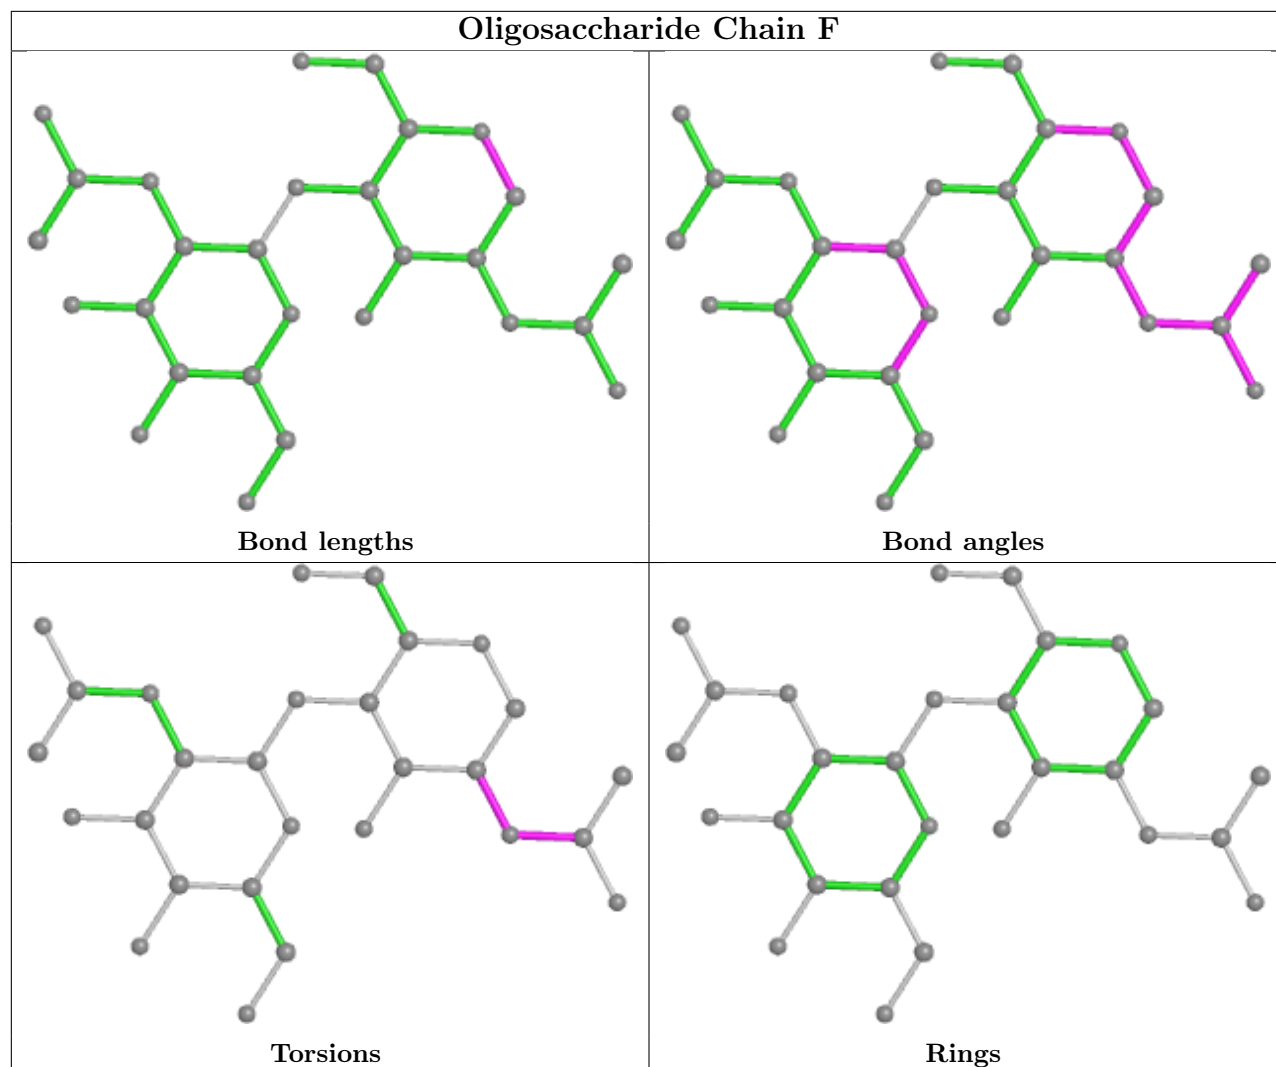 Oligosaccharide Chain F
Bond lengths
Bond angles
Torsions
Rings